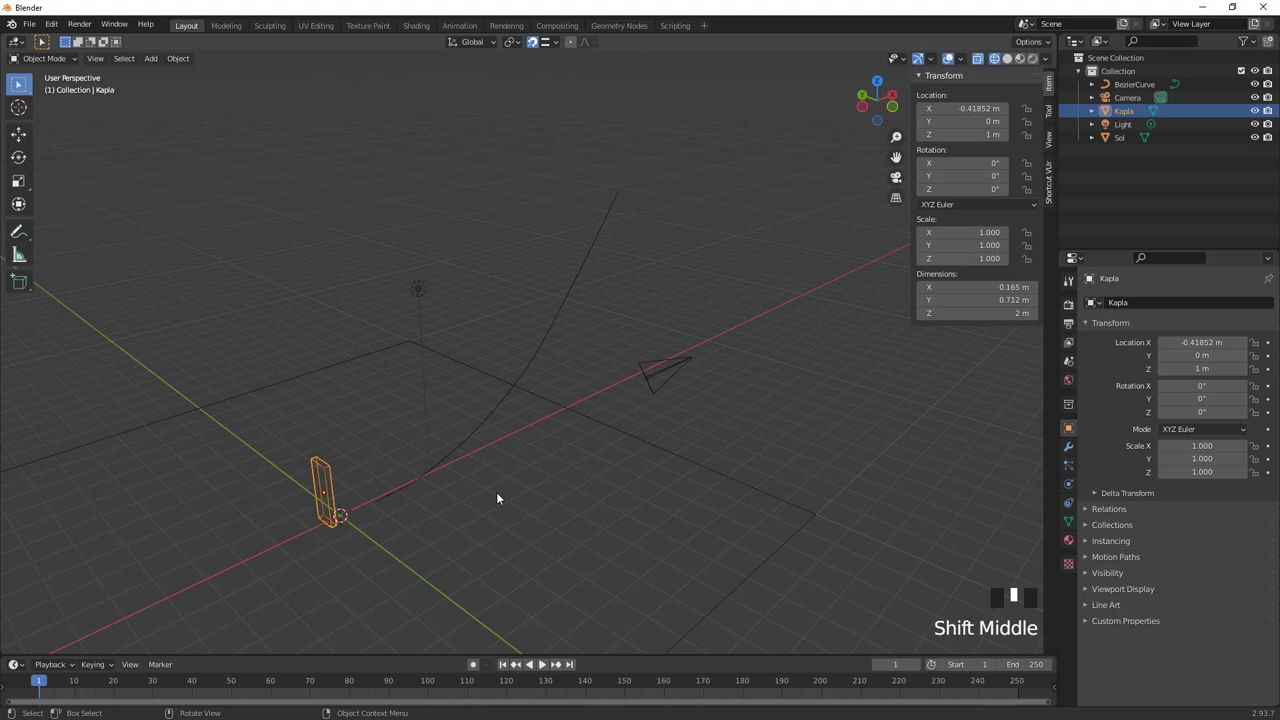 Blender
File Edit Render Window Help Layout Modeling Sculpting UV Editing Texture Paint Shading Animation Rendering Compositing Geometry Nodes Scripting + Scene View Layer
Global Options
Object Mode View Select Add Object
User Perspective
(1) Collection | Kapla
Z
Y X
Transform
Location:
X -0.41852 m
Y 0 m
Z 1 m
Rotation:
X 0°
Y 0°
Z 0°
XYZ Euler
Scale:
X 1.000
Y 1.000
Z 1.000
Dimensions:
X 0.165 m
Y 0.712 m
Z 2 m
Item
Tool
View
Shortcut VUr
Scene Collection
Collection
BezierCurve
Camera
Kapla
Light
Sol
Kapla
Kapla
Transform
Location X -0.41852 m
Y 0 m
Z 1 m
Rotation X 0°
Y 0°
Z 0°
Mode XYZ Euler
Scale X 1.000
Y 1.000
Z 1.000
Delta Transform
Relations
Collections
Instancing
Motion Paths
Visibility
Viewport Display
Line Art
Custom Properties
Shift Middle
Playback Keying View Marker 1 Start 1 End 250
1 10 20 30 40 50 60 70 80 90 100 110 120 130 140 150 160 170 180 190 200 210 220 230 240 250
Select Box Select Rotate View Object Context Menu 2.93.7